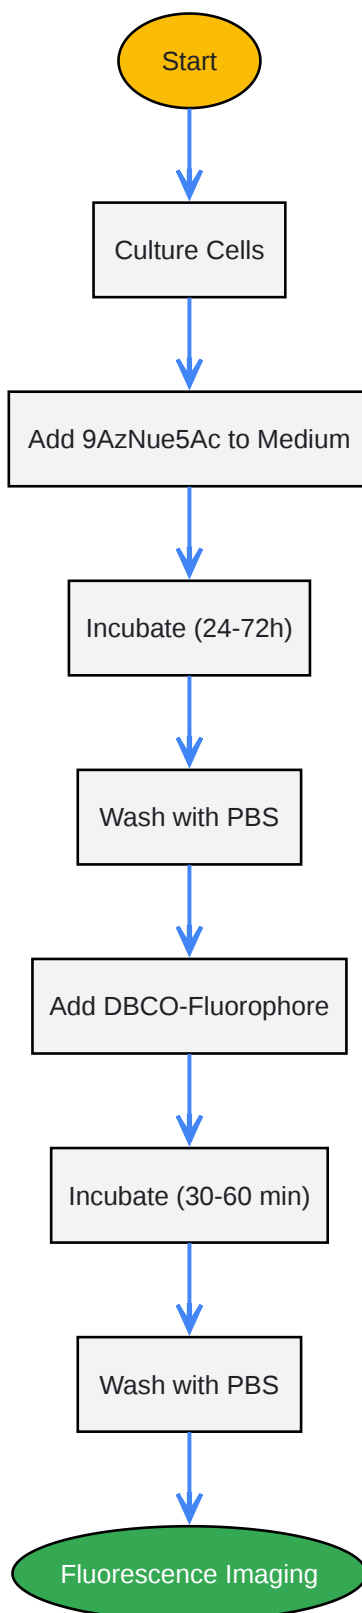 Start
Culture Cells
Add 9AzNue5Ac to Medium
Incubate (24-72h)
Wash with PBS
Add DBCO-Fluorophore
Incubate (30-60 min)
Wash with PBS
Fluorescence Imaging